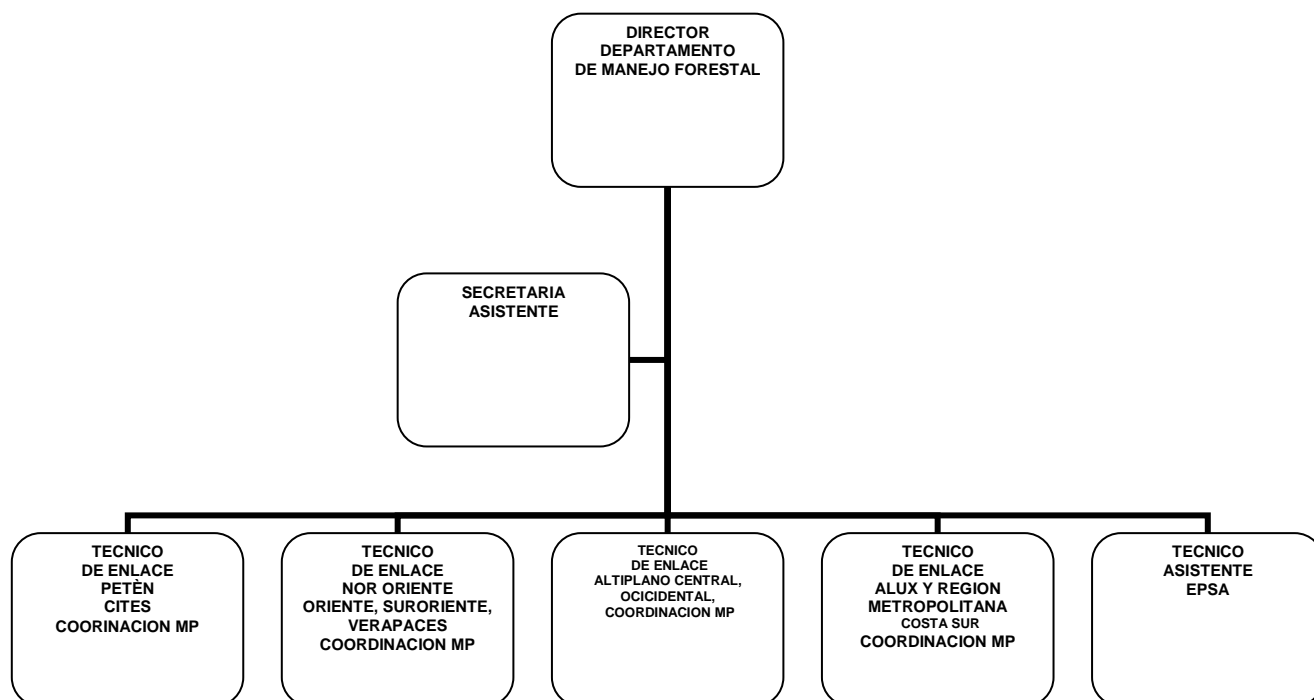 DIRECTOR
DEPARTAMENTO
DE MANEJO FORESTAL
SECRETARIA
ASISTENTE
TECNICO
DE ENLACE
PETÈN
CITES
COORINACION MP
TECNICO
DE ENLACE
NOR ORIENTE
ORIENTE, SURORIENTE,
VERAPACES
COORDINACION MP
TECNICO
DE ENLACE
ALTIPLANO CENTRAL,
OCICIDENTAL,
COORDINACION MP
TECNICO
DE ENLACE
ALUX Y REGION
METROPOLITANA
COSTA SUR
COORDINACION MP
TECNICO
ASISTENTE
EPSA